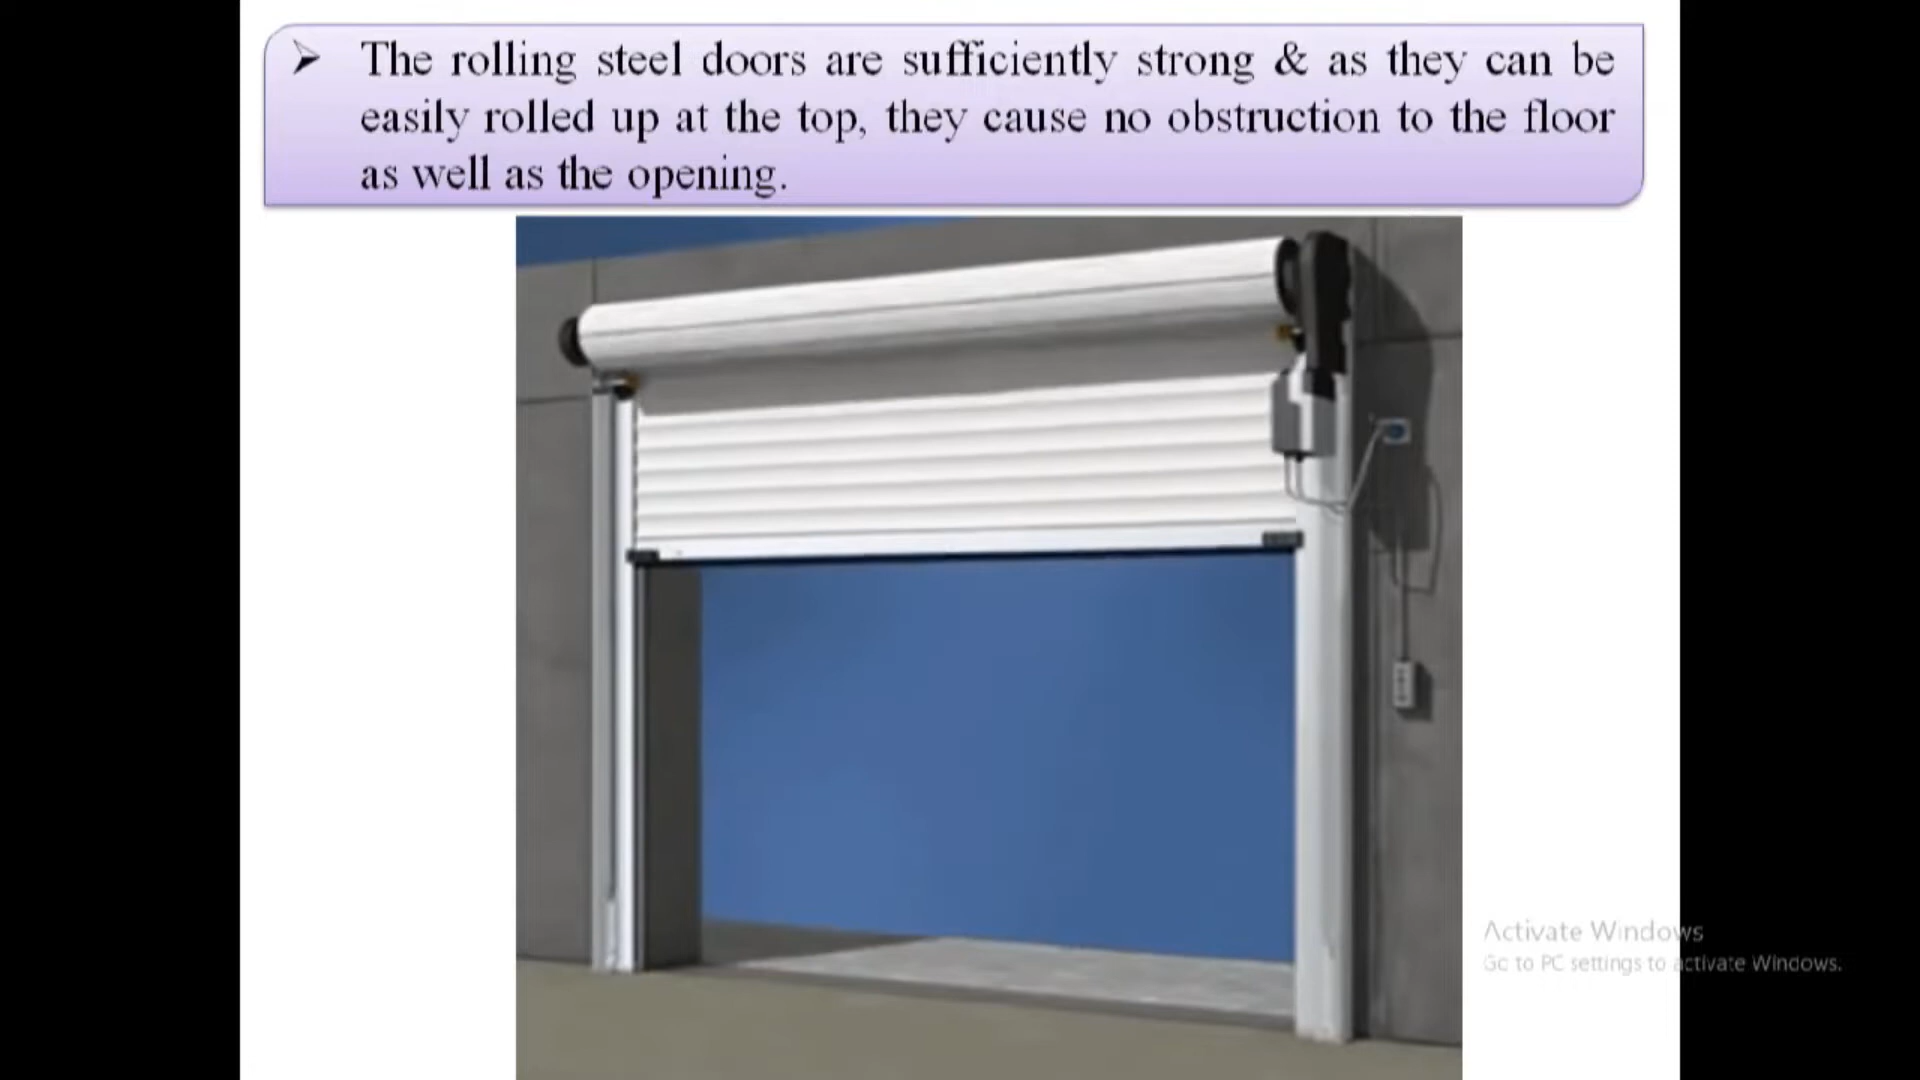 ➢ The rolling steel doors are sufficiently strong & as they can be
easily rolled up at the top, they cause no obstruction to the floor
as well as the opening.
Activate Windows
Go to PC settings to activate Windows.